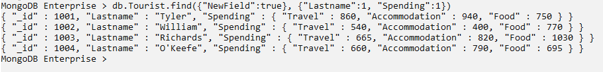 MongoDB Enterprise > db.Tourist.find({"NewField":true}, {"Lastname":1, "Spending":1})
{ "_id" : 1001, "Lastname" : "Tyler", "Spending" : { "Travel" : 860, "Accommodation" : 940, "Food" : 750 } }
{ "_id" : 1002, "Lastname" : "William", "Spending" : { "Travel" : 540, "Accommodation" : 400, "Food" : 770 } }
{ "_id" : 1003, "Lastname" : "Richards", "Spending" : { "Travel" : 665, "Accommodation" : 820, "Food" : 1030 } }
{ "_id" : 1004, "Lastname" : "O'Keefe", "Spending" : { "Travel" : 660, "Accommodation" : 790, "Food" : 695 } }
MongoDB Enterprise >